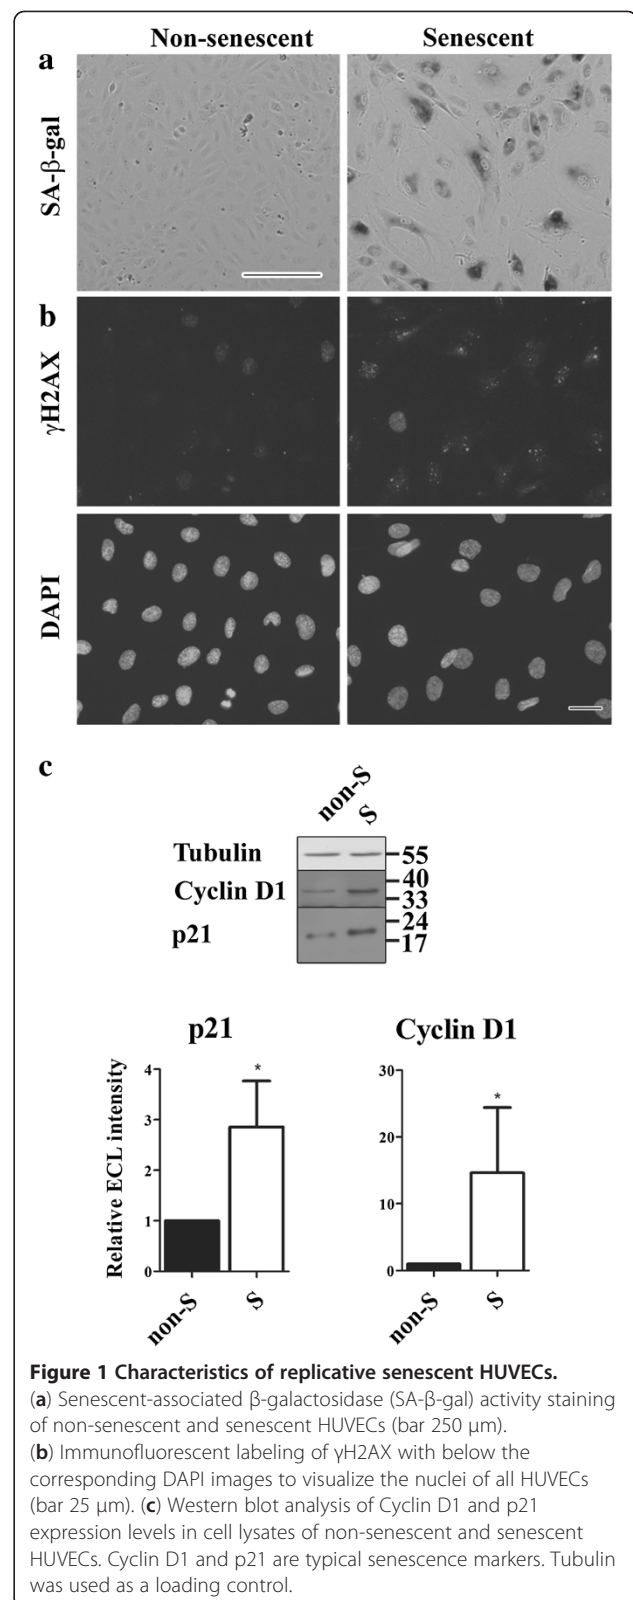 Non-senescent Senescent
a
SA-β-gal
b
γH2AX
DAPI
c
non-S
S
Tubulin 55
Cyclin D1 40
33
p21 24
17
p21 Cyclin D1
Relative ECL intensity
4
3
2
1
0
*
non-S
S
30
20
10
0
*
non-S
S
Figure 1 Characteristics of replicative senescent HUVECs.
(a) Senescent-associated β-galactosidase (SA-β-gal) activity staining
of non-senescent and senescent HUVECs (bar 250 μm).
(b) Immunofluorescent labeling of γH2AX with below the
corresponding DAPI images to visualize the nuclei of all HUVECs
(bar 25 μm). (c) Western blot analysis of Cyclin D1 and p21
expression levels in cell lysates of non-senescent and senescent
HUVECs. Cyclin D1 and p21 are typical senescence markers. Tubulin
was used as a loading control.